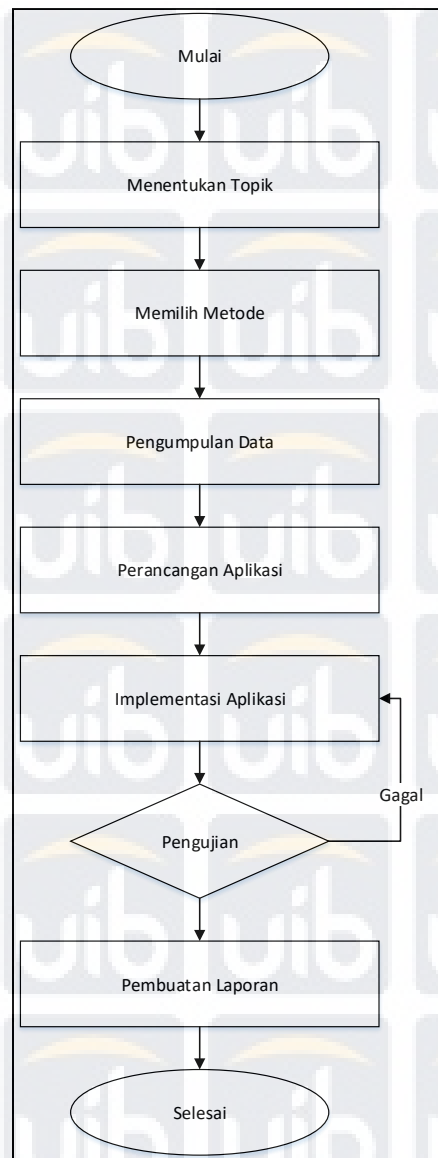 Mulai
Menentukan Topik
Memilih Metode
Pengumpulan Data
Perancangan Aplikasi
Implementasi Aplikasi
Gagal
Pengujian
Pembuatan Laporan
Selesai